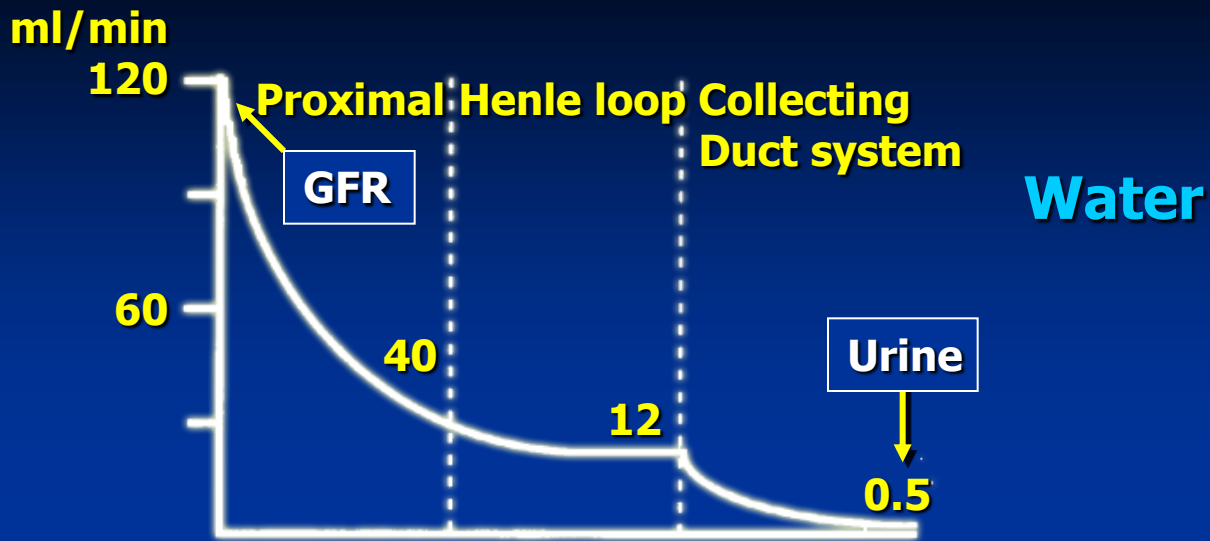 ml/min
120
Proximal Henle loop Collecting
Duct system
GFR
Water
60
40
Urine
12
0.5